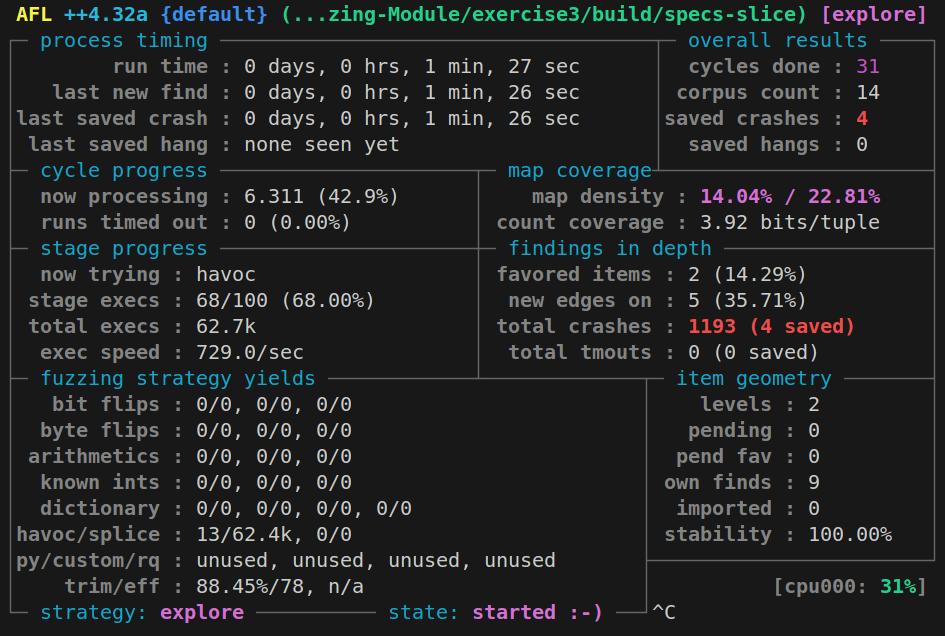 AFL ++4.32a {default} (...zing-Module/exercise3/build/specs-slice) [explore]
process timing overall results
run time : 0 days, 0 hrs, 1 min, 27 sec cycles done : 31
last new find : 0 days, 0 hrs, 1 min, 26 sec corpus count : 14
last saved crash : 0 days, 0 hrs, 1 min, 26 sec saved crashes : 4
last saved hang : none seen yet saved hangs : 0
cycle progress map coverage
now processing : 6.311 (42.9%) map density : 14.04% / 22.81%
runs timed out : 0 (0.00%) count coverage : 3.92 bits/tuple
stage progress findings in depth
now trying : havoc favored items : 2 (14.29%)
stage execs : 68/100 (68.00%) new edges on : 5 (35.71%)
total execs : 62.7k total crashes : 1193 (4 saved)
exec speed : 729.0/sec total tmouts : 0 (0 saved)
fuzzing strategy yields item geometry
bit flips : 0/0, 0/0, 0/0 levels : 2
byte flips : 0/0, 0/0, 0/0 pending : 0
arithmetics : 0/0, 0/0, 0/0 pend fav : 0
known ints : 0/0, 0/0, 0/0 own finds : 9
dictionary : 0/0, 0/0, 0/0, 0/0 imported : 0
havoc/splice : 13/62.4k, 0/0 stability : 100.00%
py/custom/rq : unused, unused, unused, unused
trim/eff : 88.45%/78, n/a [cpu000: 31%]
strategy: explore state: started :-) ^C